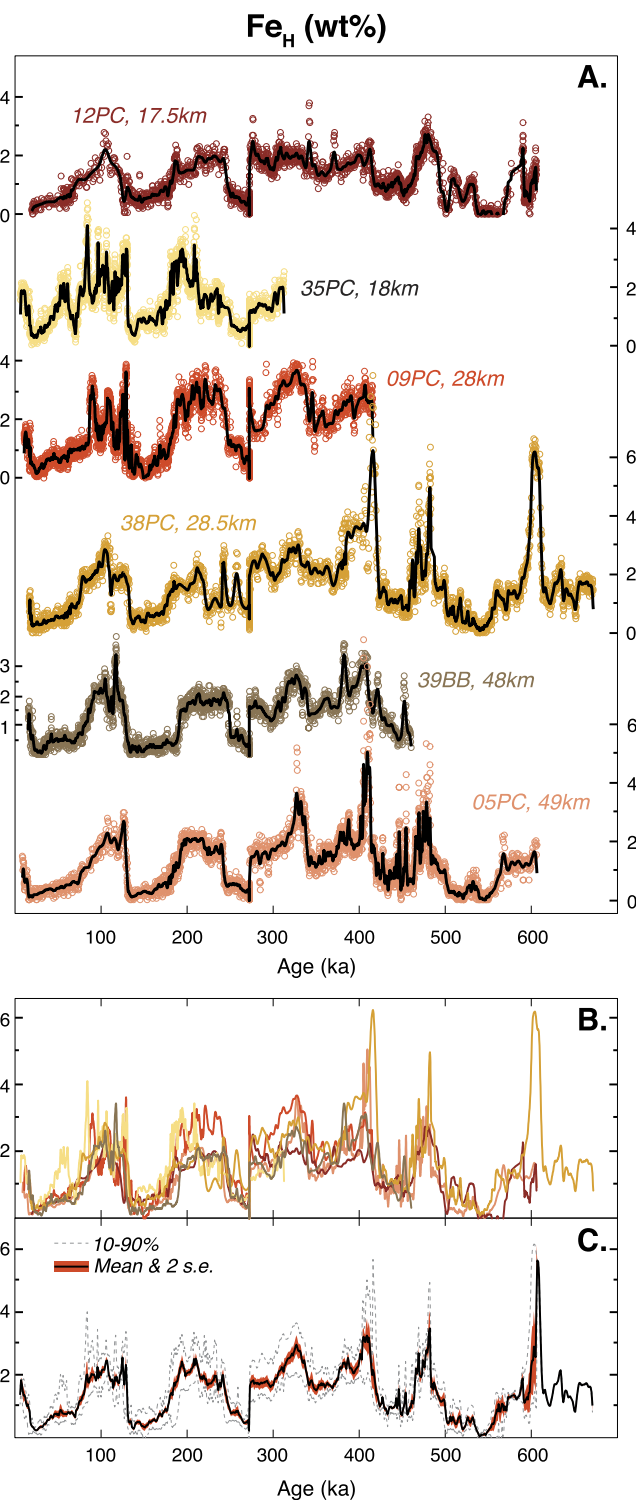 Fe_H (wt%)
A.
4
2
0
12PC, 17.5km
4
2
0
35PC, 18km
4
2
0
09PC, 28km
6
4
2
0
38PC, 28.5km
3
2
1
39BB, 48km
6
4
2
0
05PC, 49km
100 200 300 400 500 600
Age (ka)
B.
6
4
2
C.
10-90%
Mean & 2 s.e.
6
4
2
100 200 300 400 500 600
Age (ka)